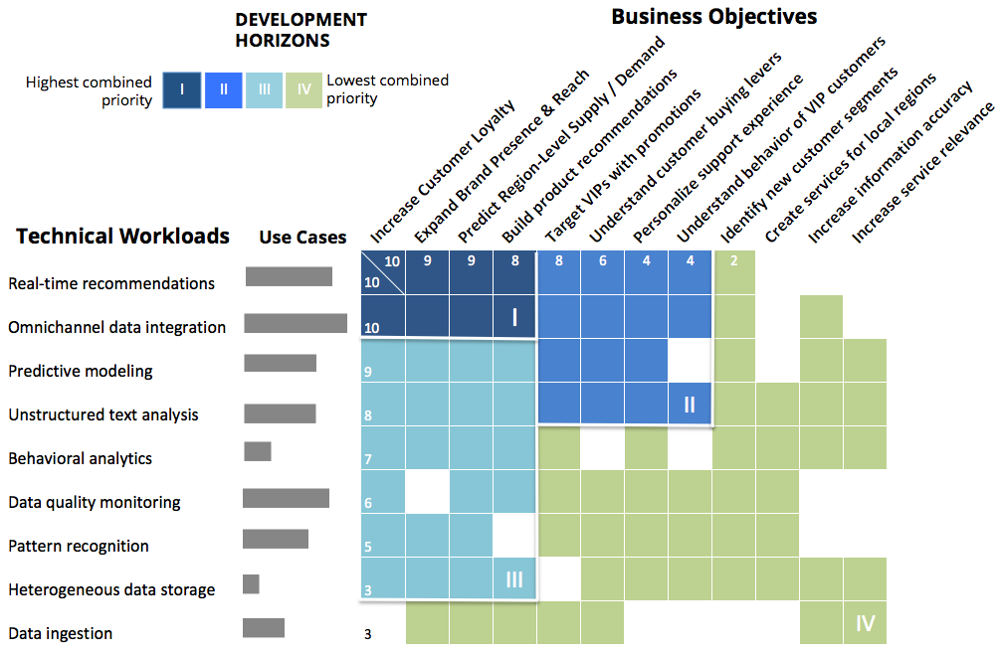 DEVELOPMENT
HORIZONS
Business Objectives
Highest combined
priority
I
II
III
IV
Lowest combined
priority
Increase Customer Loyalty
Expand Brand Presence & Reach
Predict Region-Level Supply / Demand
Build product recommendations
Target VIPs with promotions
Understand customer buying levers
Personalize support experience
Understand behavior of VIP customers
Identify new customer segments
Create services for local regions
Increase information accuracy
Increase service relevance
Technical Workloads
Use Cases
10 9 9 8 8 6 4 4 2
Real-time recommendations
10
Omnichannel data integration
10
I
Predictive modeling
9
Unstructured text analysis
8
II
Behavioral analytics
7
Data quality monitoring
6
Pattern recognition
5
Heterogeneous data storage
3
III
Data ingestion
3
IV